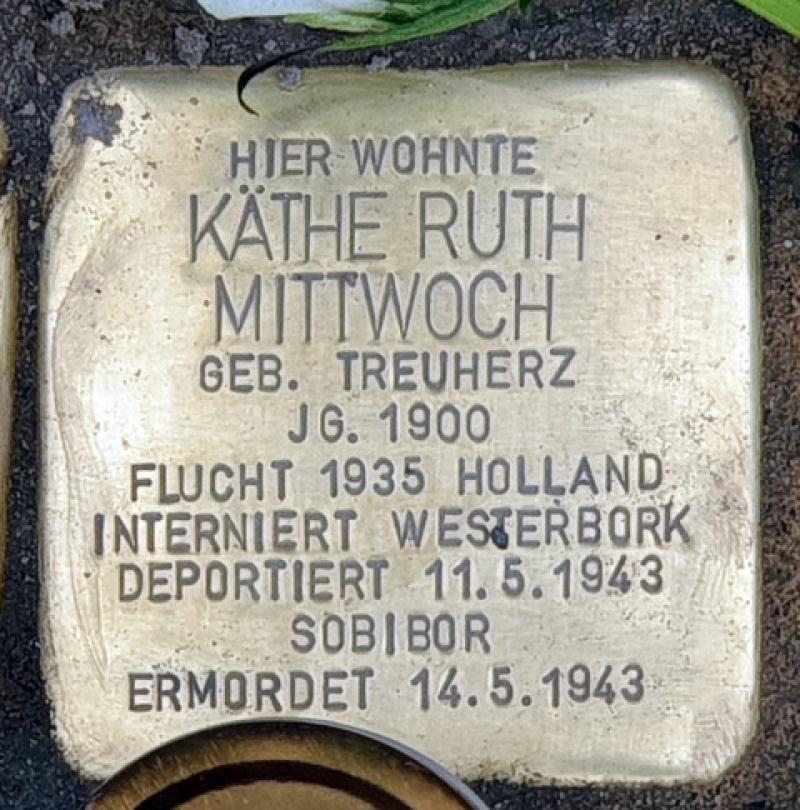 HIER WOHNTE
KÄTHE RUTH
MITTWOCH
GEB. TREUHERZ
JG. 1900
FLUCHT 1935 HOLLAND
INTERNIERT WESTERBORK
DEPORTIERT 11.5.1943
SOBIBOR
ERMORDET 14.5.1943